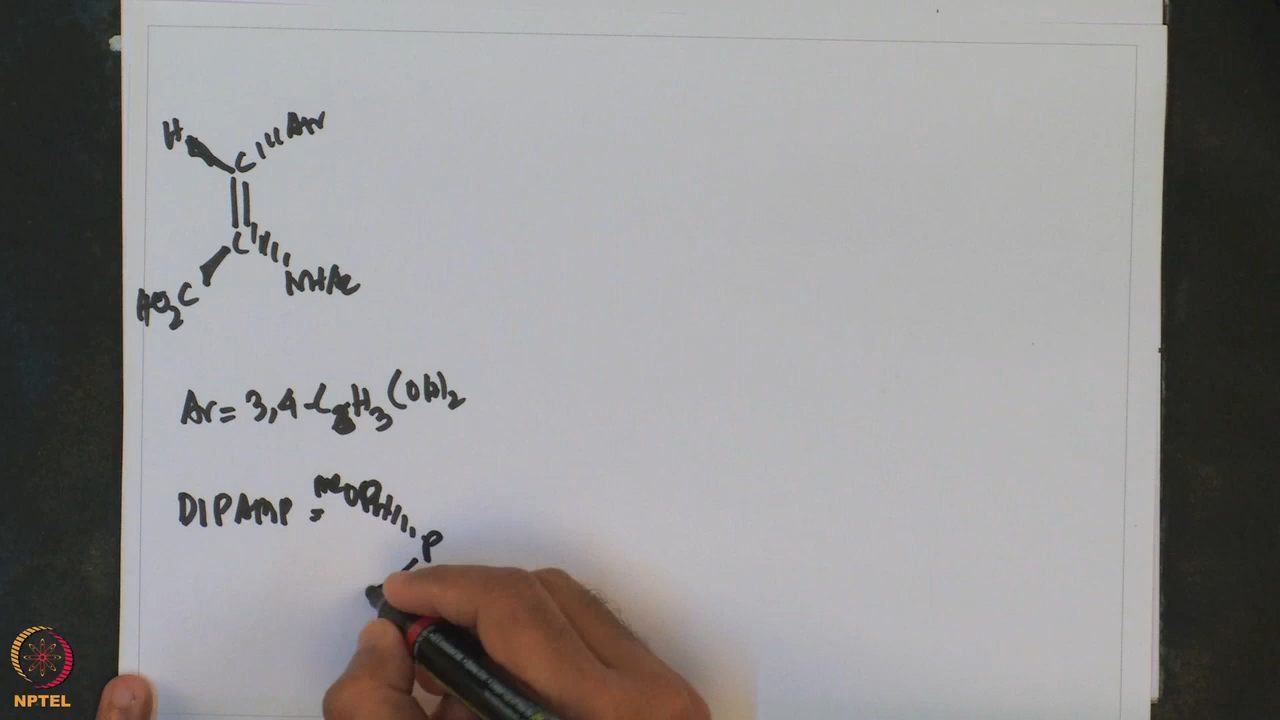 H Ar
C
C
HO2C NHAc
Ar = 3,4-C6H3(OH)2
DIPAMP = MeOPh
P
NPTEL